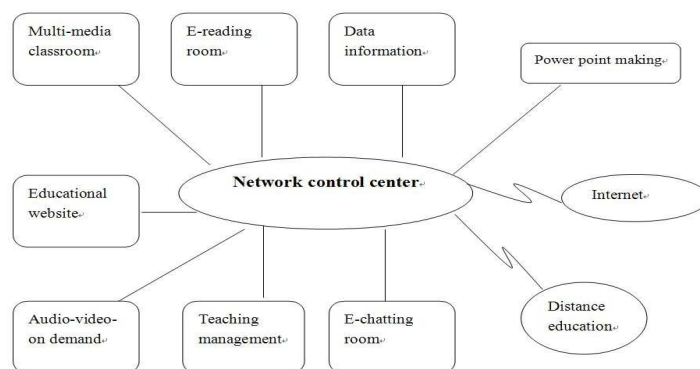 Multi-media
classroom
E-reading
room
Data
information
Power point making
Network control center
Educational
website
Internet
Audio-video-
on demand
Teaching
management
E-chatting
room
Distance
education